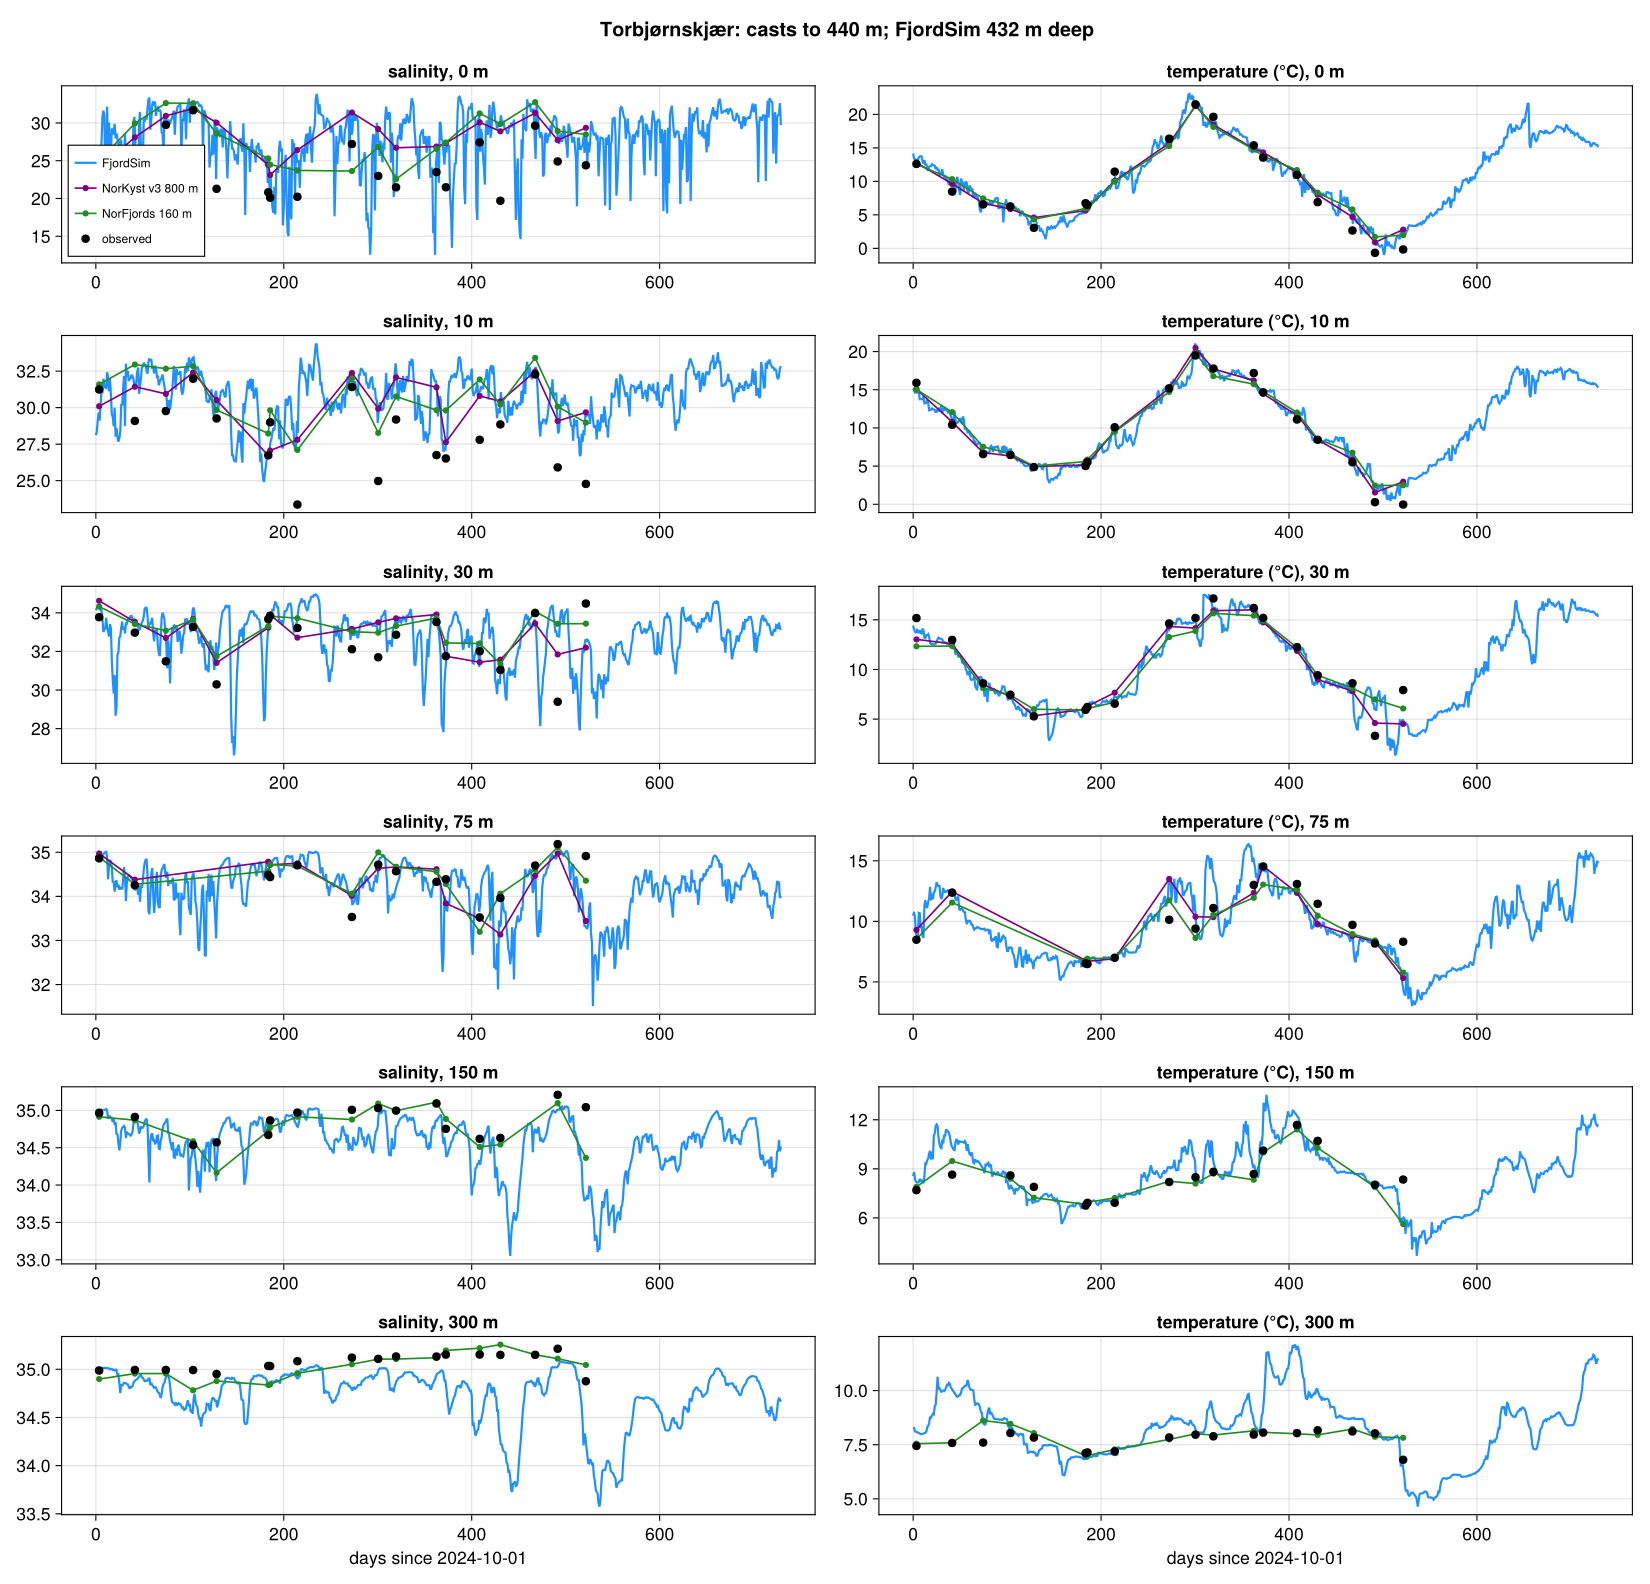 Torbjørnskjær: casts to 440 m; FjordSim 432 m deep
salinity, 0 m
30
25
20
15
FjordSim
NorKyst v3 800 m
NorFjords 160 m
observed
0 200 400 600
temperature (°C), 0 m
20
15
10
5
0
0 200 400 600
salinity, 10 m
32.5
30.0
27.5
25.0
0 200 400 600
temperature (°C), 10 m
20
15
10
5
0
0 200 400 600
salinity, 30 m
34
32
30
28
0 200 400 600
temperature (°C), 30 m
15
10
5
0 200 400 600
salinity, 75 m
35
34
33
32
0 200 400 600
temperature (°C), 75 m
15
10
5
0 200 400 600
salinity, 150 m
35.0
34.5
34.0
33.5
33.0
0 200 400 600
temperature (°C), 150 m
12
9
6
0 200 400 600
salinity, 300 m
35.0
34.5
34.0
33.5
0 200 400 600
days since 2024-10-01
temperature (°C), 300 m
10.0
7.5
5.0
0 200 400 600
days since 2024-10-01